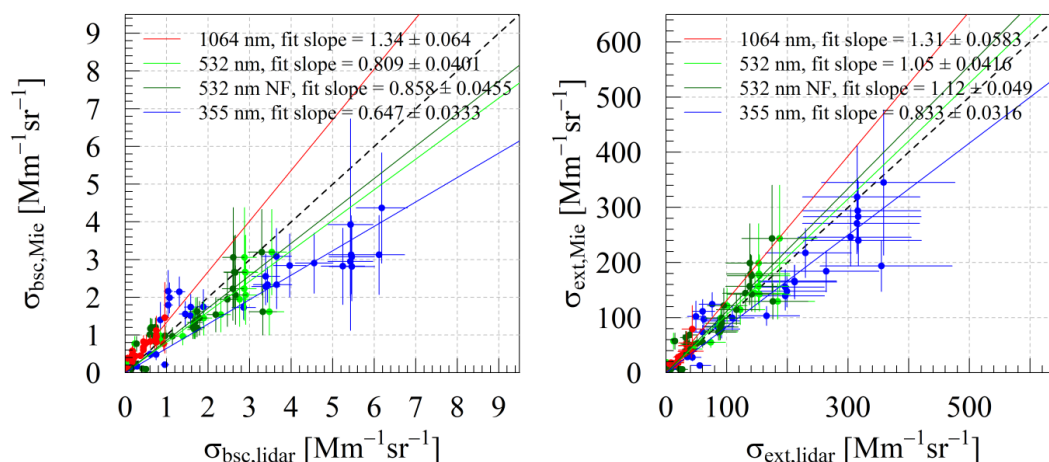 1064 nm, fit slope = 1.34 ± 0.064
532 nm, fit slope = 0.809 ± 0.0401
532 nm NF, fit slope = 0.858 ± 0.0455
355 nm, fit slope = 0.647 ± 0.0333
σbsc,Mie [Mm⁻¹sr⁻¹]
9
8
7
6
5
4
3
2
1
0
0 1 2 3 4 5 6 7 8 9
σbsc,lidar [Mm⁻¹sr⁻¹]
1064 nm, fit slope = 1.31 ± 0.0583
532 nm, fit slope = 1.05 ± 0.0416
532 nm NF, fit slope = 1.12 ± 0.049
355 nm, fit slope = 0.833 ± 0.0316
σext,Mie [Mm⁻¹sr⁻¹]
600
500
400
300
200
100
0
0 100 300 500
σext,lidar [Mm⁻¹sr⁻¹]